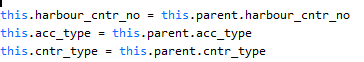 this.harbour_cntr_no = this.parent.harbour_cntr_no
this.acc_type = this.parent.acc_type
this.cntr_type = this.parent.cntr_type